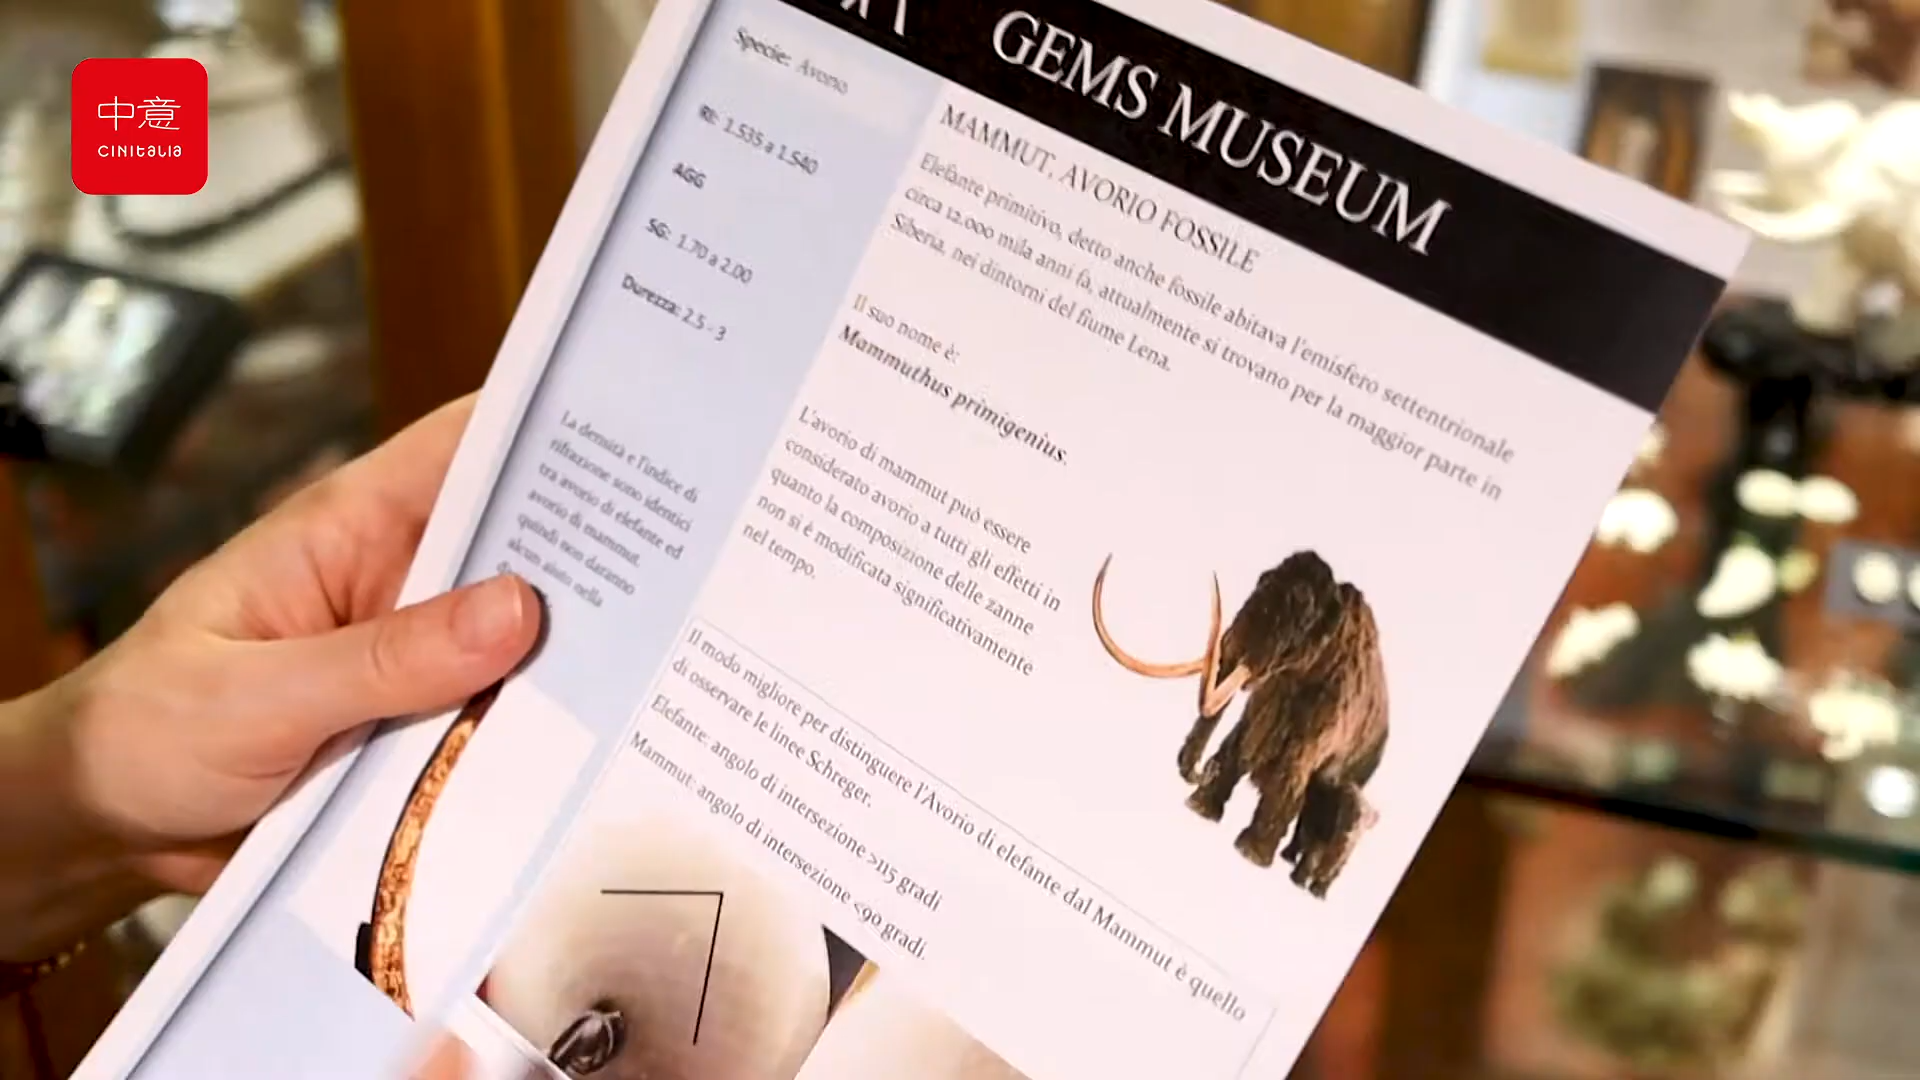 中意
CINITALIA
GEMS MUSEUM
Specie: Avorio
RI: 1.535 a 1.540
AGG
SG: 1.70 a 2.00
Durezza: 2.5 - 3
La densità e l'indice di
rifrazione sono identici
tra avorio di elefante ed
avorio di mammut,
quindi non daranno
alcun aiuto nella
MAMMUT, AVORIO FOSSILE
Elefante primitivo, detto anche fossile abitava l'emisfero settentrionale
circa 12.000 mila anni fa, attualmente si trovano per la maggior parte in
Siberia, nei dintorni del fiume Lena.
Il suo nome è:
Mammuthus primigenius.
L'avorio di mammut può essere
considerato avorio a tutti gli effetti in
quanto la composizione delle zanne
non si è modificata significativamente
nel tempo.
Il modo migliore per distinguere l'Avorio di elefante dal Mammut è quello
di osservare le linee Schreger.
Elefante: angolo di intersezione >115 gradi
Mammut: angolo di intersezione <90 gradi.